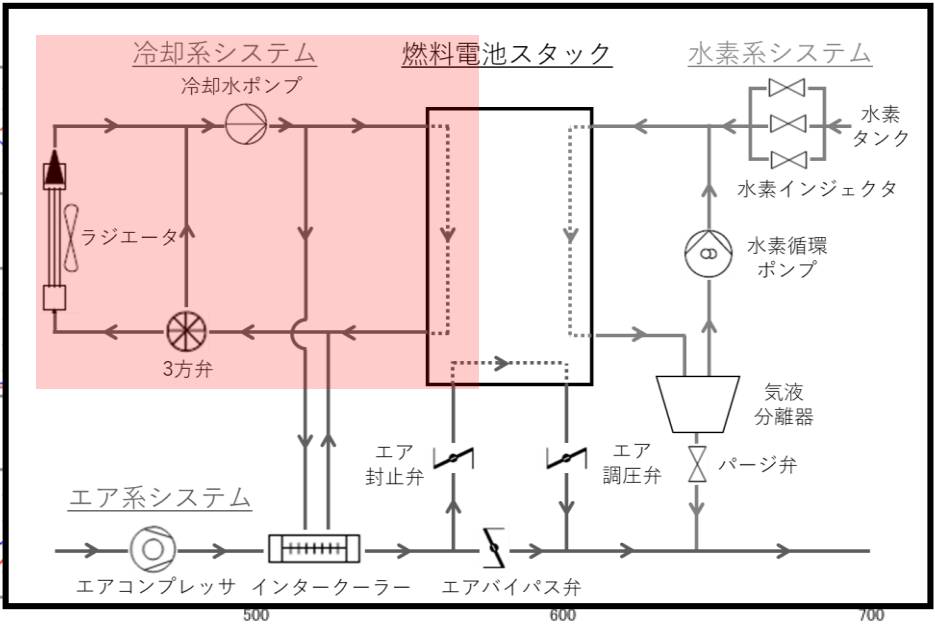 冷却系システム
燃料電池スタック
水素系システム
冷却水ポンプ
水素
タンク
水素インジェクタ
ラジエータ
水素循環
ポンプ
3方弁
気液
分離器
エア
封止弁
エア
調圧弁
パージ弁
エア系システム
エアコンプレッサ
インタークーラー
エアバイパス弁
500
600
700